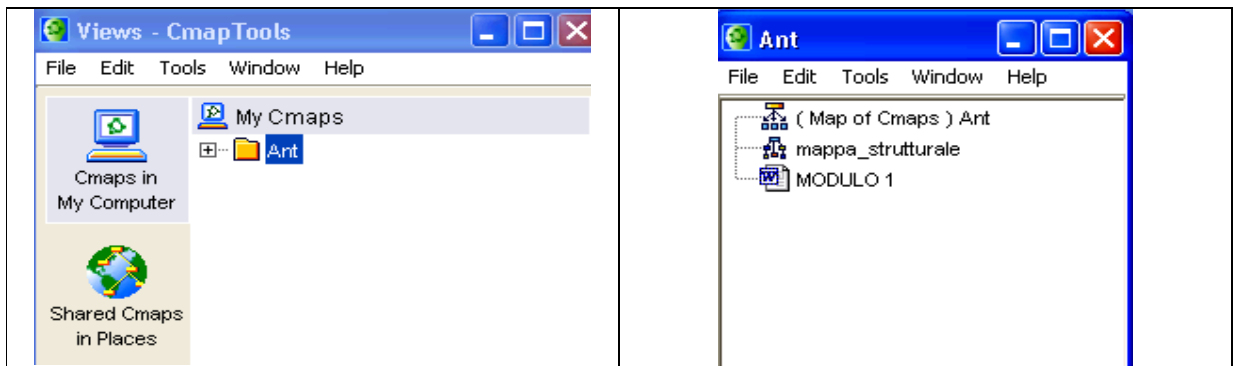 Views - CmapTools
File Edit Tools Window Help
My Cmaps
Ant
Cmaps in
My Computer
Shared Cmaps
in Places
Ant
File Edit Tools Window Help
( Map of Cmaps ) Ant
mappa_strutturale
MODULO 1